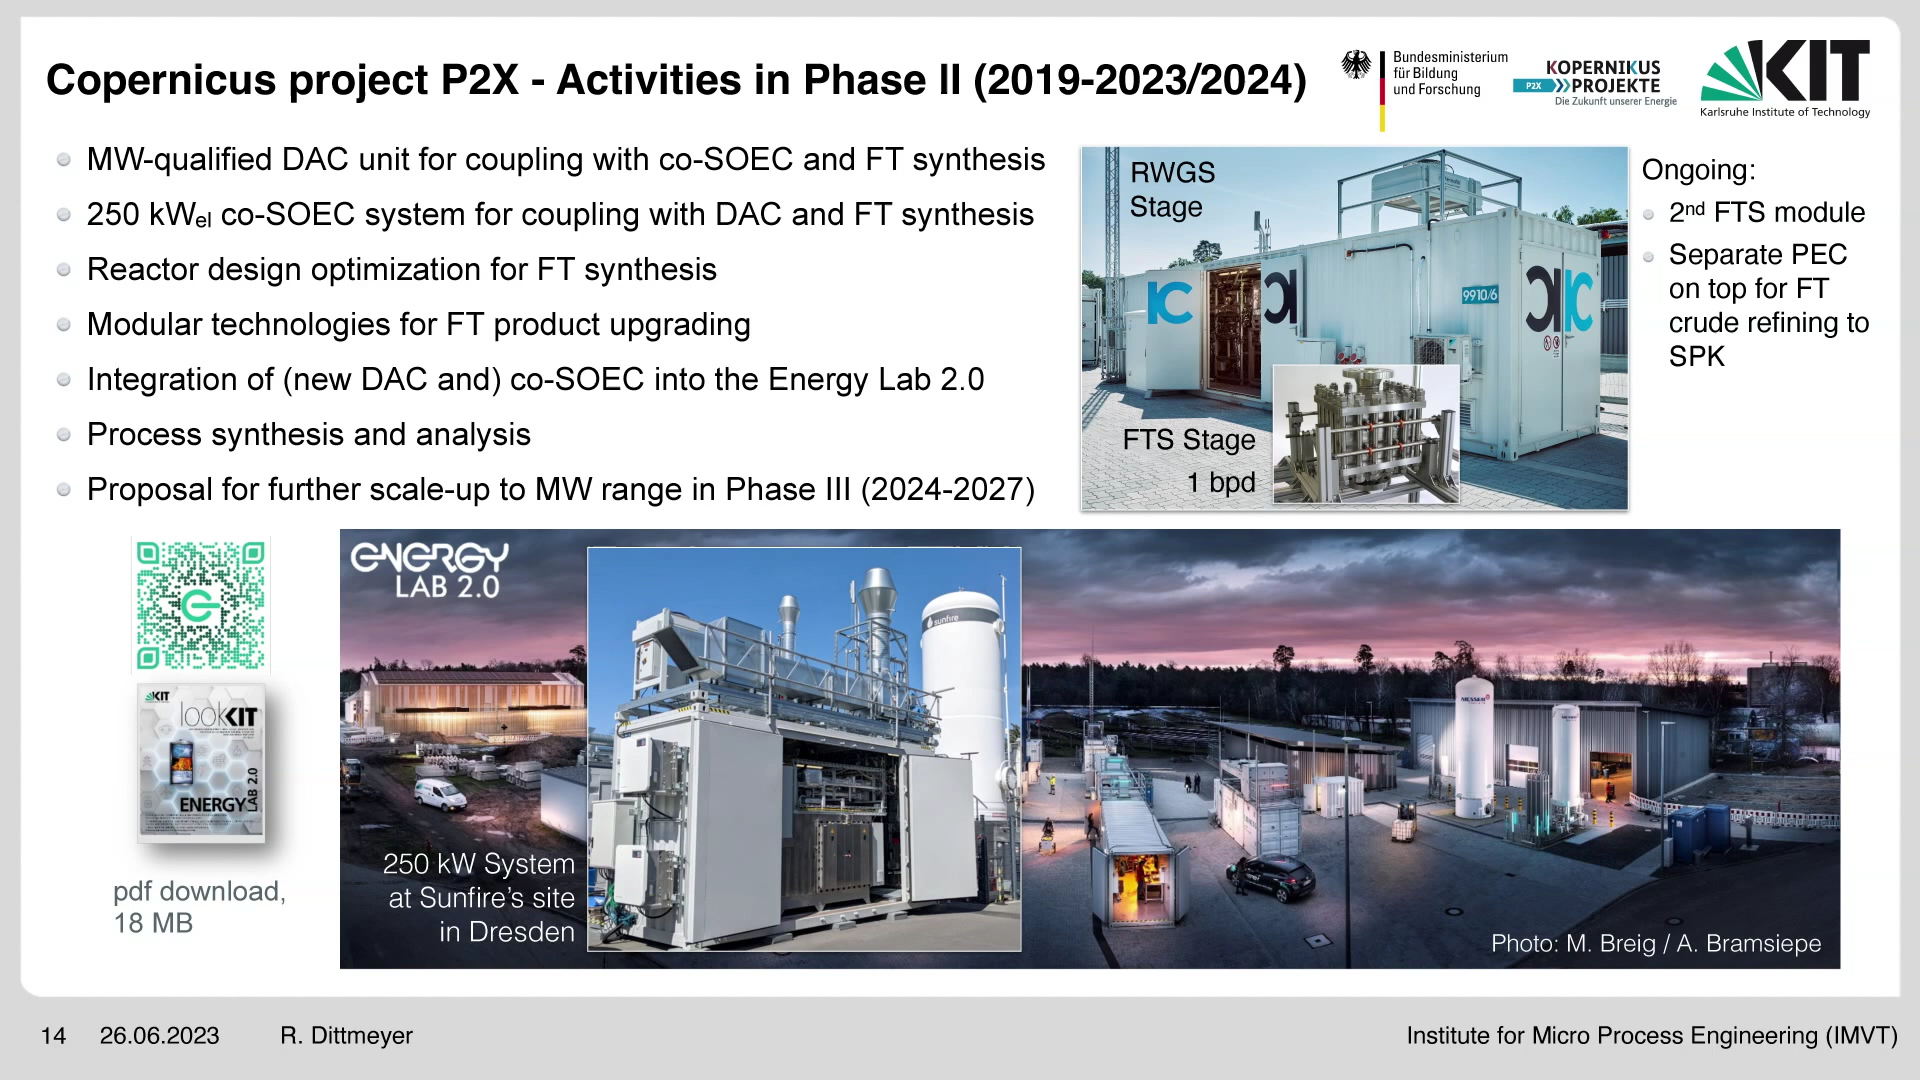 Copernicus project P2X - Activities in Phase II (2019-2023/2024)
Bundesministerium
für Bildung
und Forschung
KOPERNIKUS
P2X PROJEKTE
Die Zukunft unserer Energie
KIT
Karlsruhe Institute of Technology
MW-qualified DAC unit for coupling with co-SOEC and FT synthesis
250 kWel co-SOEC system for coupling with DAC and FT synthesis
Reactor design optimization for FT synthesis
Modular technologies for FT product upgrading
Integration of (new DAC and) co-SOEC into the Energy Lab 2.0
Process synthesis and analysis
Proposal for further scale-up to MW range in Phase III (2024-2027)
RWGS
Stage
9910/6
FTS Stage
1 bpd
Ongoing:
2nd FTS module
Separate PEC
on top for FT
crude refining to
SPK
KIT
lookKIT
ENERGY LAB 2.0
pdf download,
18 MB
ENERGY
LAB 2.0
sunfire
MESSER
250 kW System
at Sunfire's site
in Dresden
Photo: M. Breig / A. Bramsiepe
14 26.06.2023 R. Dittmeyer Institute for Micro Process Engineering (IMVT)